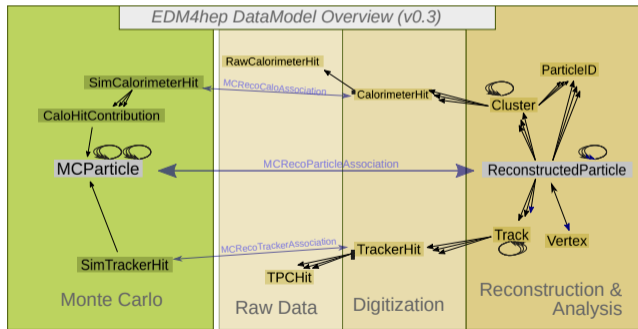 EDM4hep DataModel Overview (v0.3)
RawCalorimeterHit
ParticleID
SimCalorimeterHit
MCRecoCaloAssociation
CalorimeterHit
Cluster
CaloHitContribution
MCParticle
MCRecoParticleAssociation
ReconstructedParticle
Track
Vertex
MCRecoTrackerAssociation
TrackerHit
SimTrackerHit
TPCHit
Monte Carlo
Raw Data
Digitization
Reconstruction &
Analysis